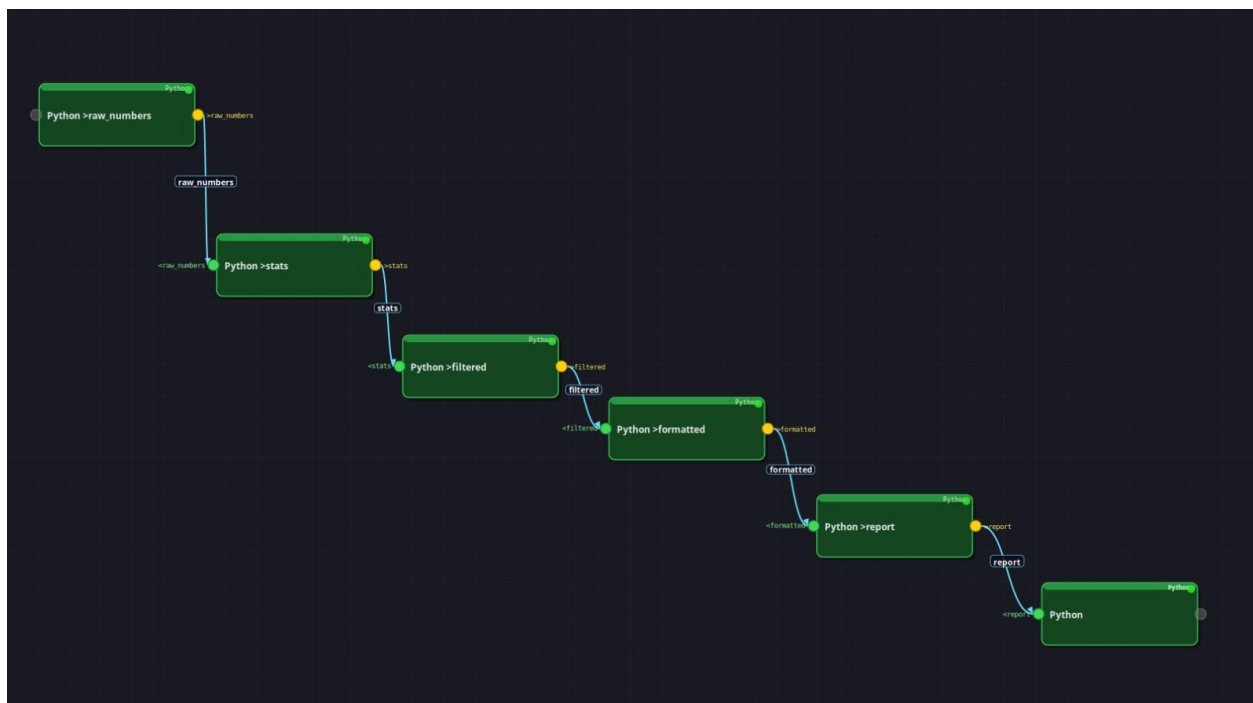 Python
Python >raw_numbers
>raw_numbers
raw_numbers
Python
<raw_numbers
Python >stats
>stats
stats
Python
<stats
Python >filtered
>filtered
filtered
Python
<filtered
Python >formatted
>formatted
formatted
Python
<formatted
Python >report
>report
report
Python
<report
Python